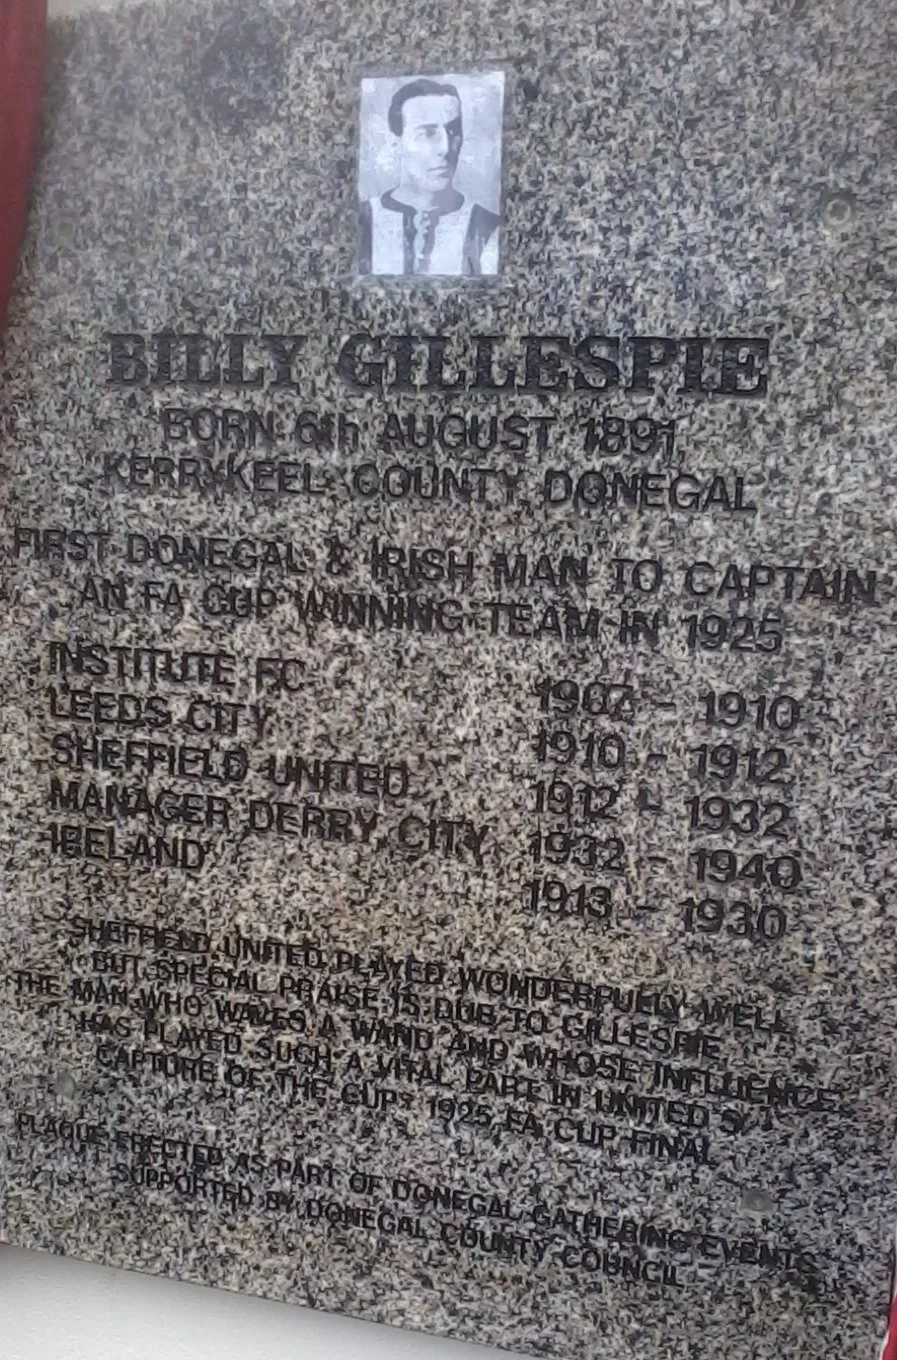 BILLY GILLESPIE
BORN 6th AUGUST 1891
KERRYKEEL COUNTY DONEGAL
FIRST DONEGAL & IRISH MAN TO CAPTAIN
AN FA CUP WINNING TEAM IN 1925
INSTITUTE FC 1907 - 1910
LEEDS CITY 1910 - 1912
SHEFFIELD UNITED 1912 - 1932
MANAGER DERRY CITY 1932 - 1940
IRELAND 1913 - 1930
SHEFFIELD UNITED PLAYED WONDERFULLY WELL
BUT SPECIAL PRAISE IS DUE TO GILLESPIE
THE MAN WHO WAVES A WAND AND WHOSE INFLUENCE
HAS PLAYED SUCH A VITAL PART IN UNITED'S
CAPTURE OF THE CUP. 1925 FA CUP FINAL
PLAQUE ERECTED AS PART OF DONEGAL GATHERING EVENTS
SUPPORTED BY DONEGAL COUNTY COUNCIL